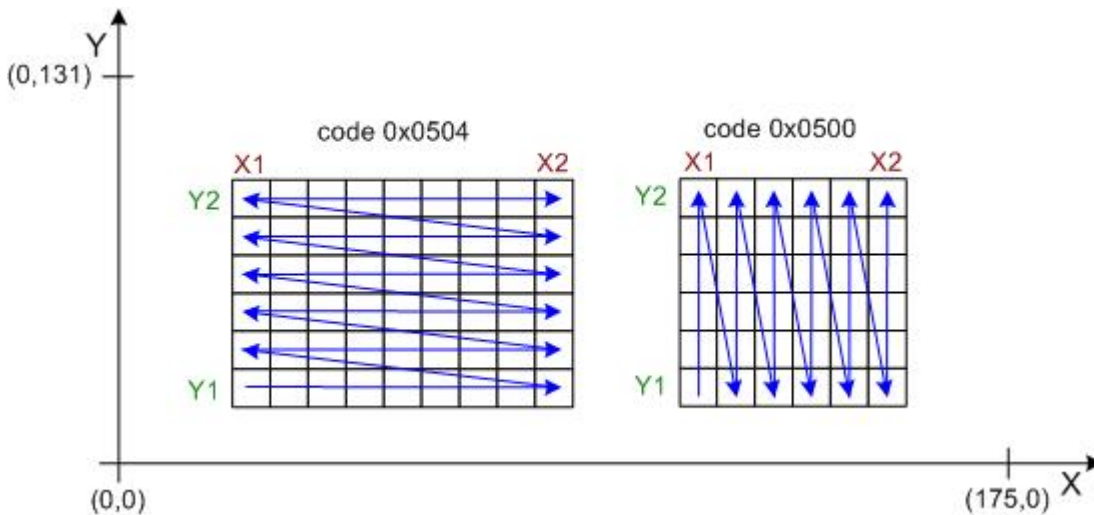 Y
(0,131)
code 0x0504
code 0x0500
X1 X2
X1 X2
Y2
Y2
Y1
Y1
X
(0,0)
(175,0)